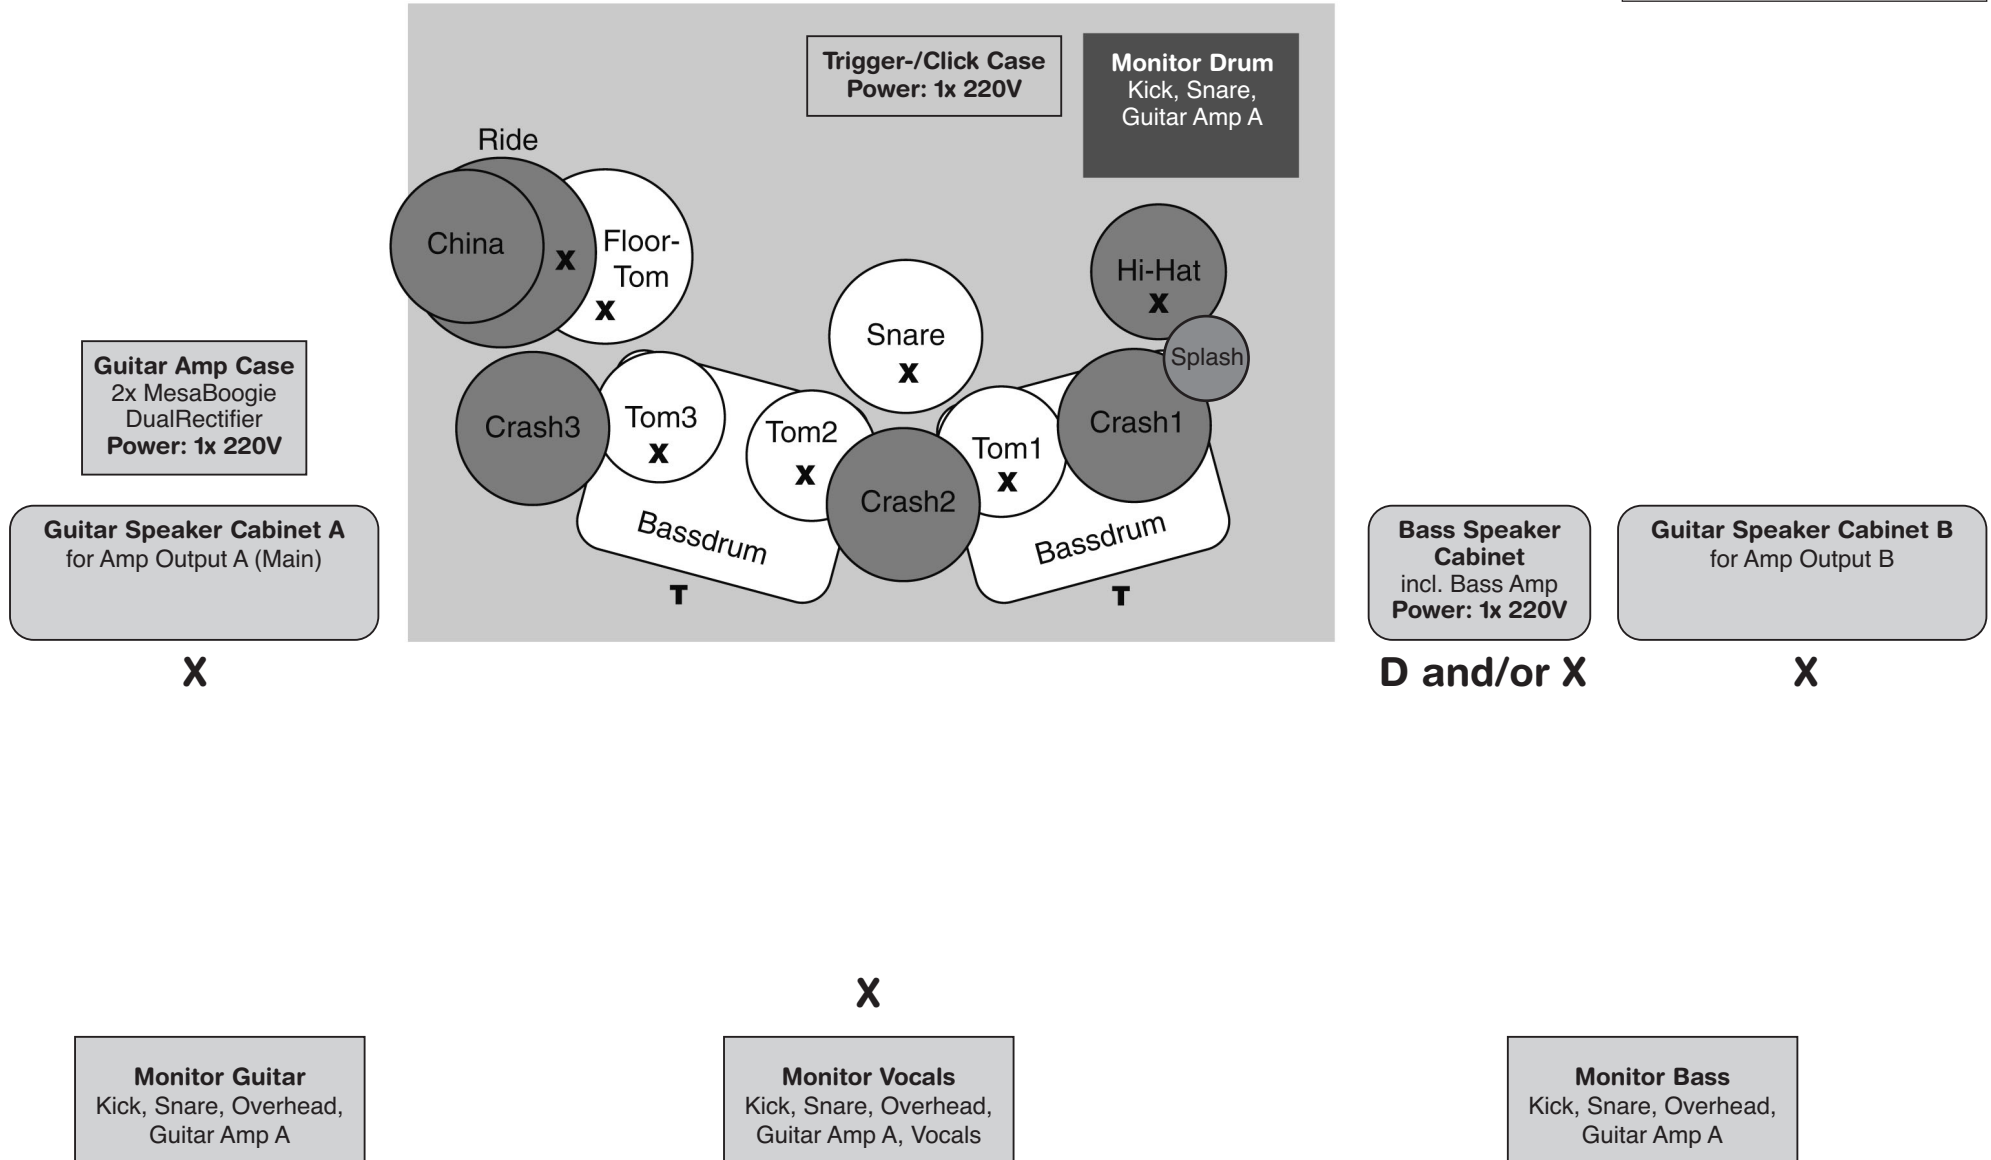 Trigger-/Click Case
Power: 1x 220V
Monitor Drum
Kick, Snare,
Guitar Amp A
Ride
China
X
Floor-
Tom
X
Hi-Hat
X
Splash
Snare
X
Guitar Amp Case
2x MesaBoogie
DualRectifier
Power: 1x 220V
Crash3
Tom3
X
Tom2
X
Crash2
Tom1
X
Crash1
Bassdrum
T
Bassdrum
T
Guitar Speaker Cabinet A
for Amp Output A (Main)
X
Bass Speaker
Cabinet
incl. Bass Amp
Power: 1x 220V
D and/or X
Guitar Speaker Cabinet B
for Amp Output B
X
X
Monitor Guitar
Kick, Snare, Overhead,
Guitar Amp A
Monitor Vocals
Kick, Snare, Overhead,
Guitar Amp A, Vocals
Monitor Bass
Kick, Snare, Overhead,
Guitar Amp A